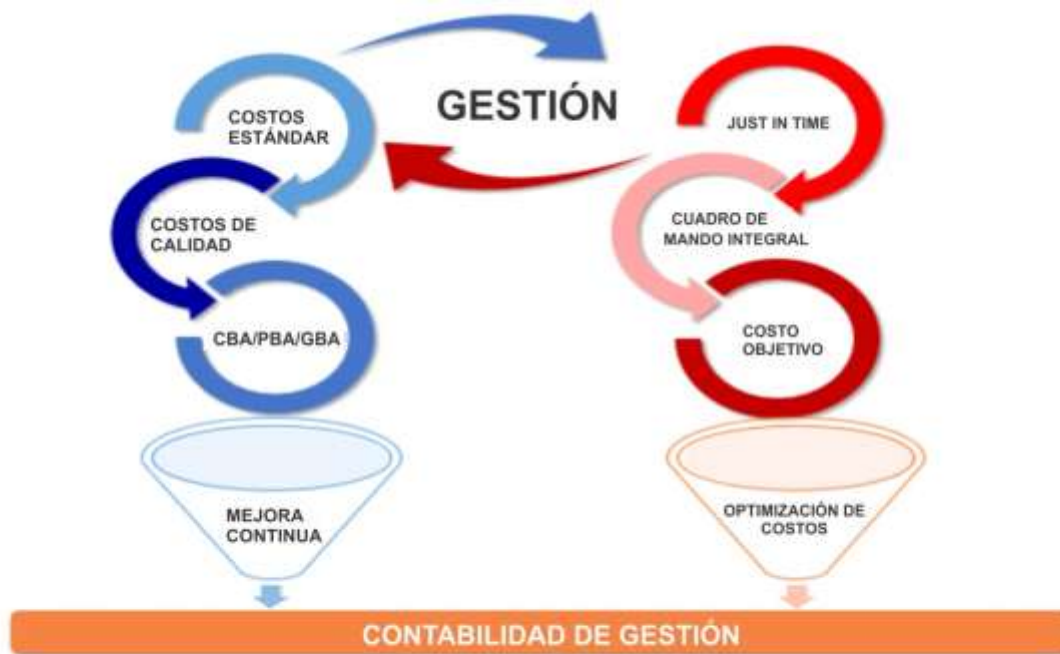 GESTIÓN
COSTOS
ESTÁNDAR
COSTOS DE
CALIDAD
CBA/PBA/GBA
MEJORA
CONTINUA
JUST IN TIME
CUADRO DE
MANDO INTEGRAL
COSTO
OBJETIVO
OPTIMIZACIÓN DE
COSTOS
CONTABILIDAD DE GESTIÓN